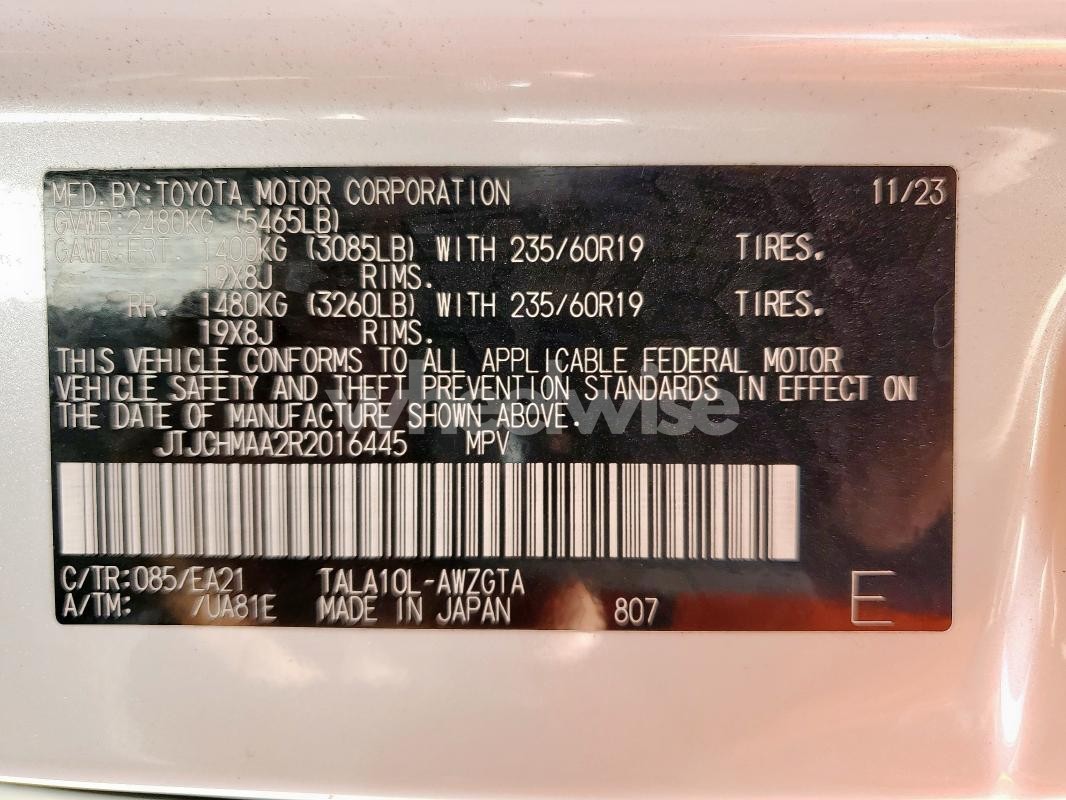 MFD. BY: TOYOTA MOTOR CORPORATION 11/23
GVWR: 2480KG (5465LB)
GAWR: FRT. 1400KG (3085LB) WITH 235/60R19 TIRES.
19X8J RIMS.
RR. 1480KG (3260LB) WITH 235/60R19 TIRES.
19X8J RIMS.
THIS VEHICLE CONFORMS TO ALL APPLICABLE FEDERAL MOTOR
VEHICLE SAFETY AND THEFT PREVENTION STANDARDS IN EFFECT ON
THE DATE OF MANUFACTURE SHOWN ABOVE.
wheelwise
JTJCHMAA2R2016445 MPV
C/TR: 085/EA21 TALA10L-AWZGTA
A/TM: /UA81E MADE IN JAPAN 807 E